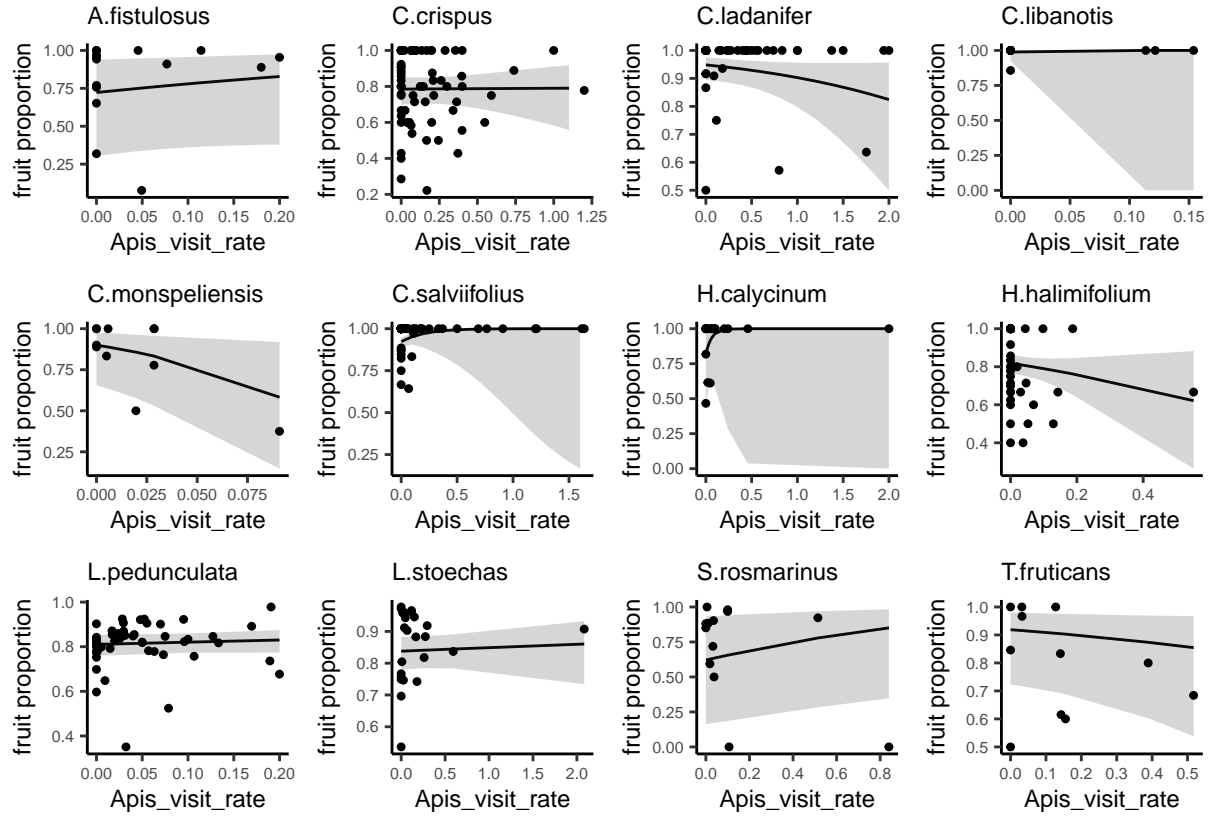 A.fistulosus
fruit proportion
1.00
0.75
0.50
0.25
0.00 0.05 0.10 0.15 0.20
Apis_visit_rate
C.crispus
fruit proportion
1.0
0.8
0.6
0.4
0.2
0.00 0.25 0.50 0.75 1.00 1.25
Apis_visit_rate
C.ladanifer
fruit proportion
1.0
0.9
0.8
0.7
0.6
0.5
0.0 0.5 1.0 1.5 2.0
Apis_visit_rate
C.libanotis
fruit proportion
1.00
0.75
0.50
0.25
0.00
0.00 0.05 0.10 0.15
Apis_visit_rate
C.monspeliensis
fruit proportion
1.00
0.75
0.50
0.25
0.000 0.025 0.050 0.075
Apis_visit_rate
C.salviifolius
fruit proportion
1.00
0.75
0.50
0.25
0.0 0.5 1.0 1.5
Apis_visit_rate
H.calycinum
fruit proportion
1.00
0.75
0.50
0.25
0.00
0.0 0.5 1.0 1.5 2.0
Apis_visit_rate
H.halimifolium
fruit proportion
1.0
0.8
0.6
0.4
0.0 0.2 0.4
Apis_visit_rate
L.pedunculata
fruit proportion
1.0
0.8
0.6
0.4
0.00 0.05 0.10 0.15 0.20
Apis_visit_rate
L.stoechas
fruit proportion
0.9
0.8
0.7
0.6
0.0 0.5 1.0 1.5 2.0
Apis_visit_rate
S.rosmarinus
fruit proportion
1.00
0.75
0.50
0.25
0.00
0.0 0.2 0.4 0.6 0.8
Apis_visit_rate
T.fruticans
fruit proportion
1.0
0.9
0.8
0.7
0.6
0.5
0.0 0.1 0.2 0.3 0.4 0.5
Apis_visit_rate